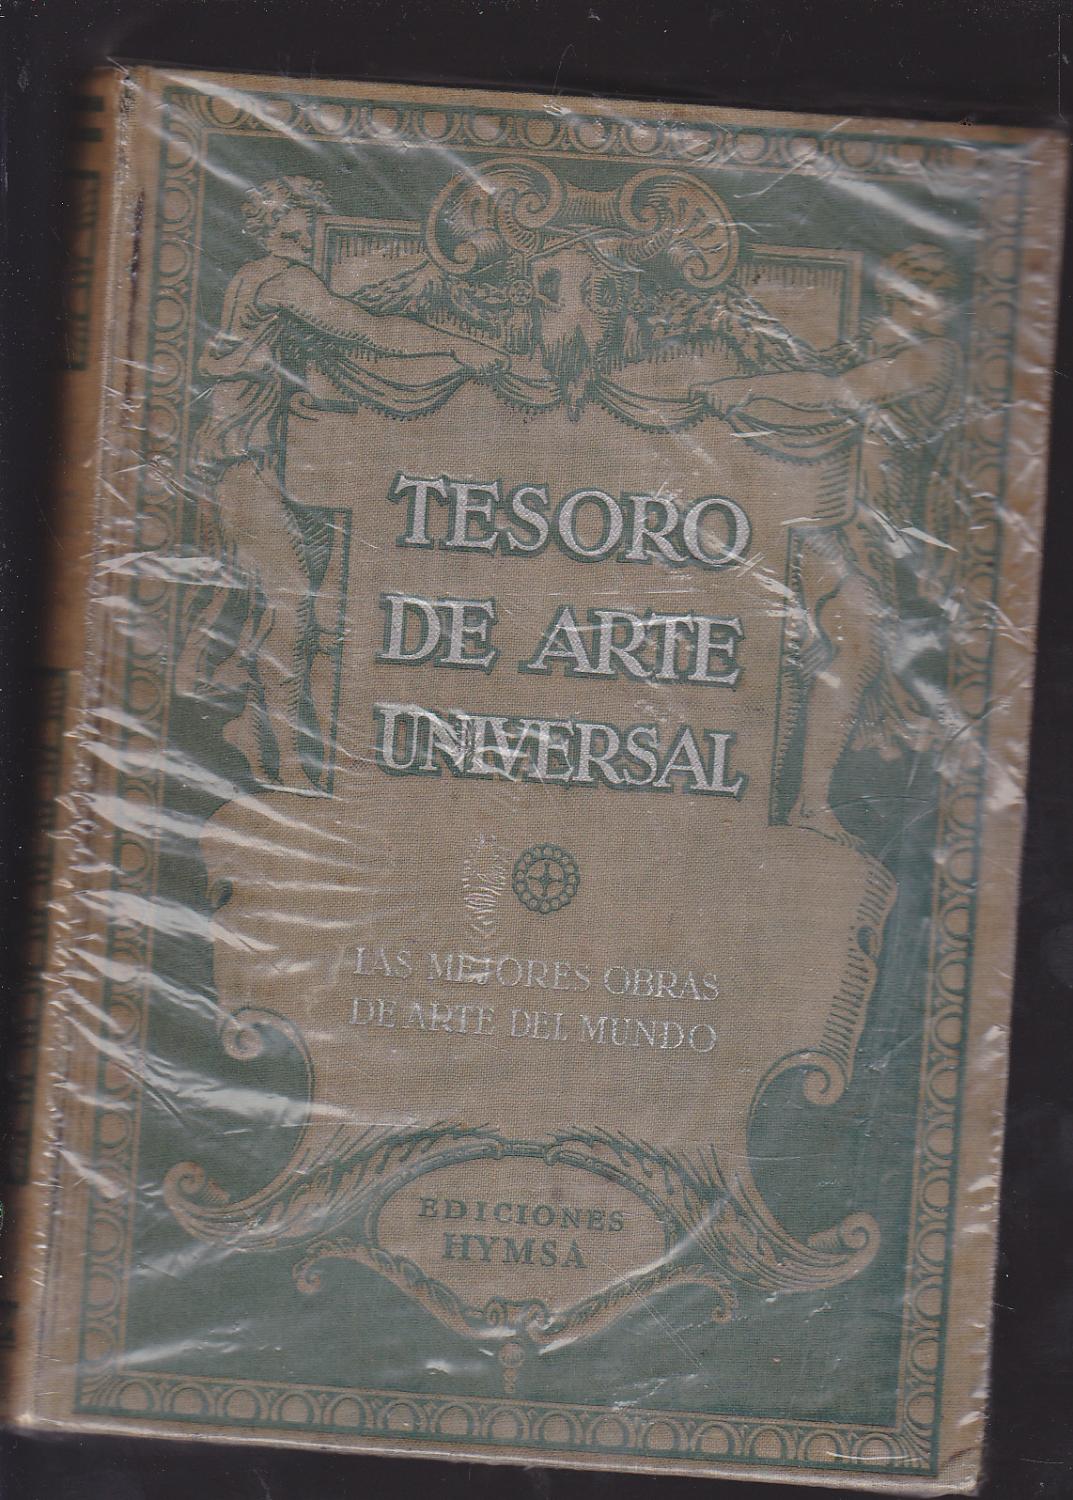 TESORO
DE ARTE
UNIVERSAL
LAS MEJORES OBRAS
DE ARTE DEL MUNDO
EDICIONES
HYMSA